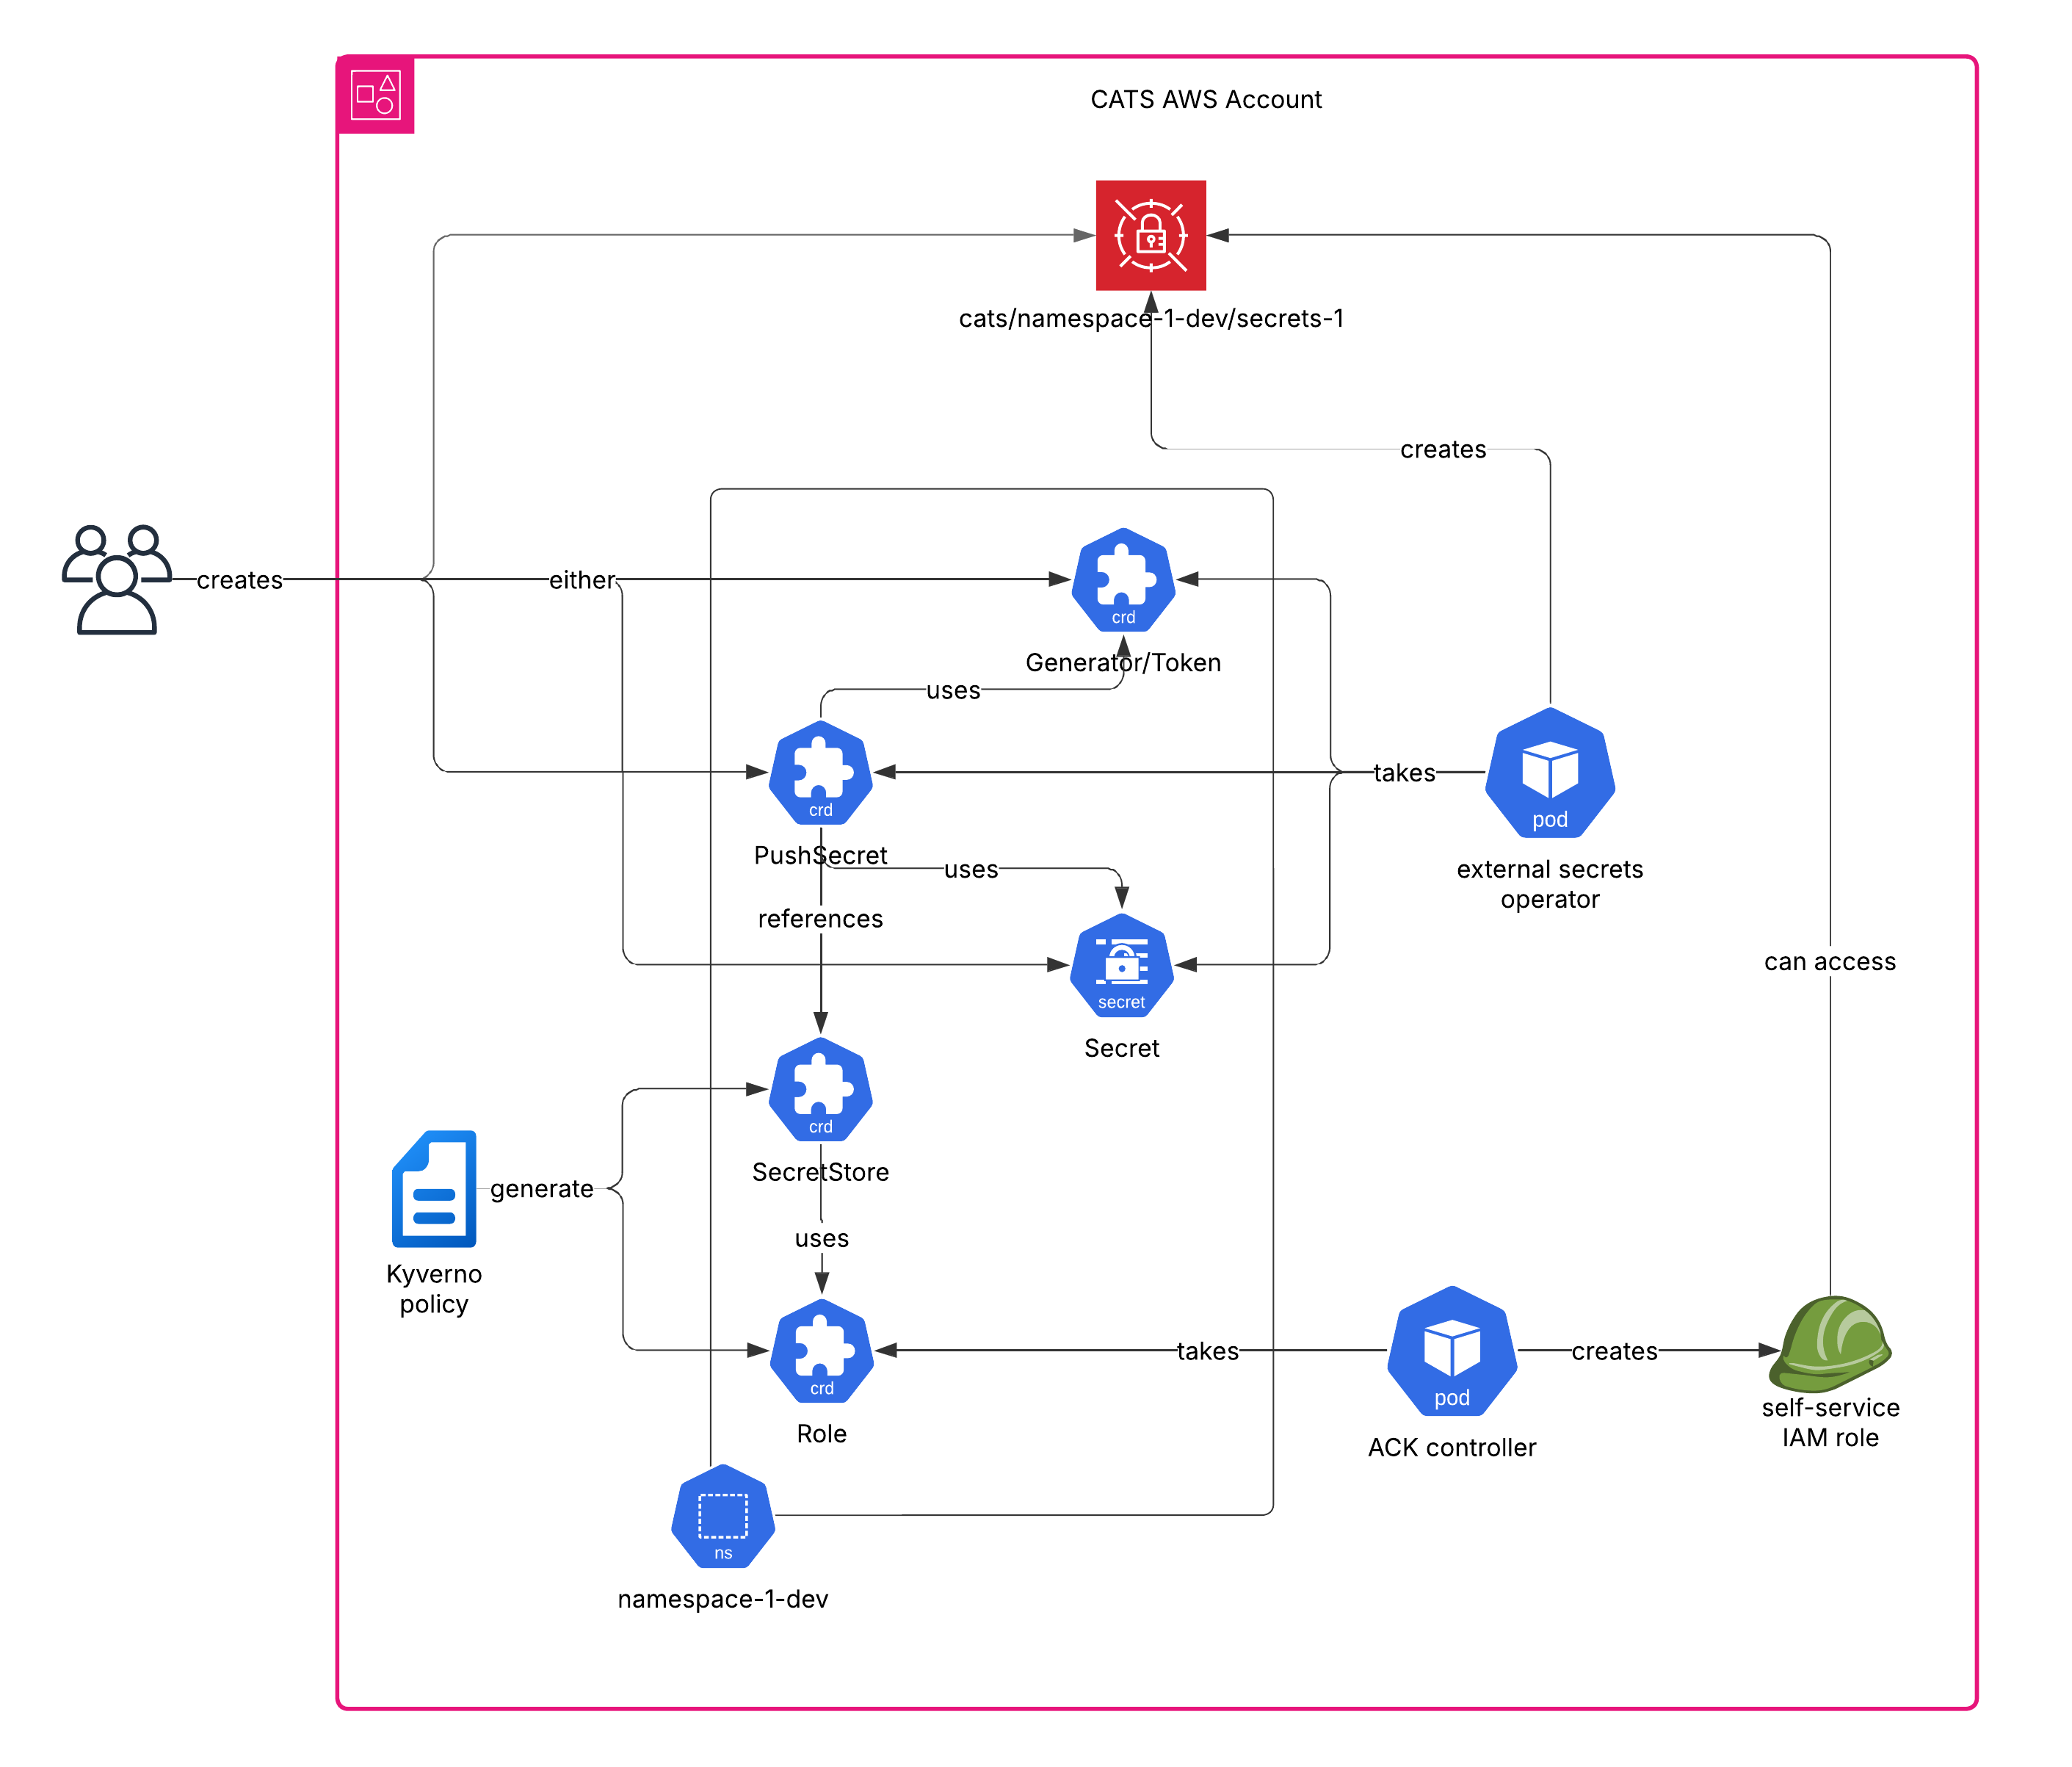 CATS AWS Account
cats/namespace-1-dev/secrets-1
creates
creates
either
crd
Generator/Token
uses
crd
PushSecret
takes
pod
external secrets
operator
uses
references
can access
secret
Secret
crd
SecretStore
generate
Kyverno
policy
uses
crd
Role
takes
pod
ACK controller
creates
self-service
IAM role
ns
namespace-1-dev